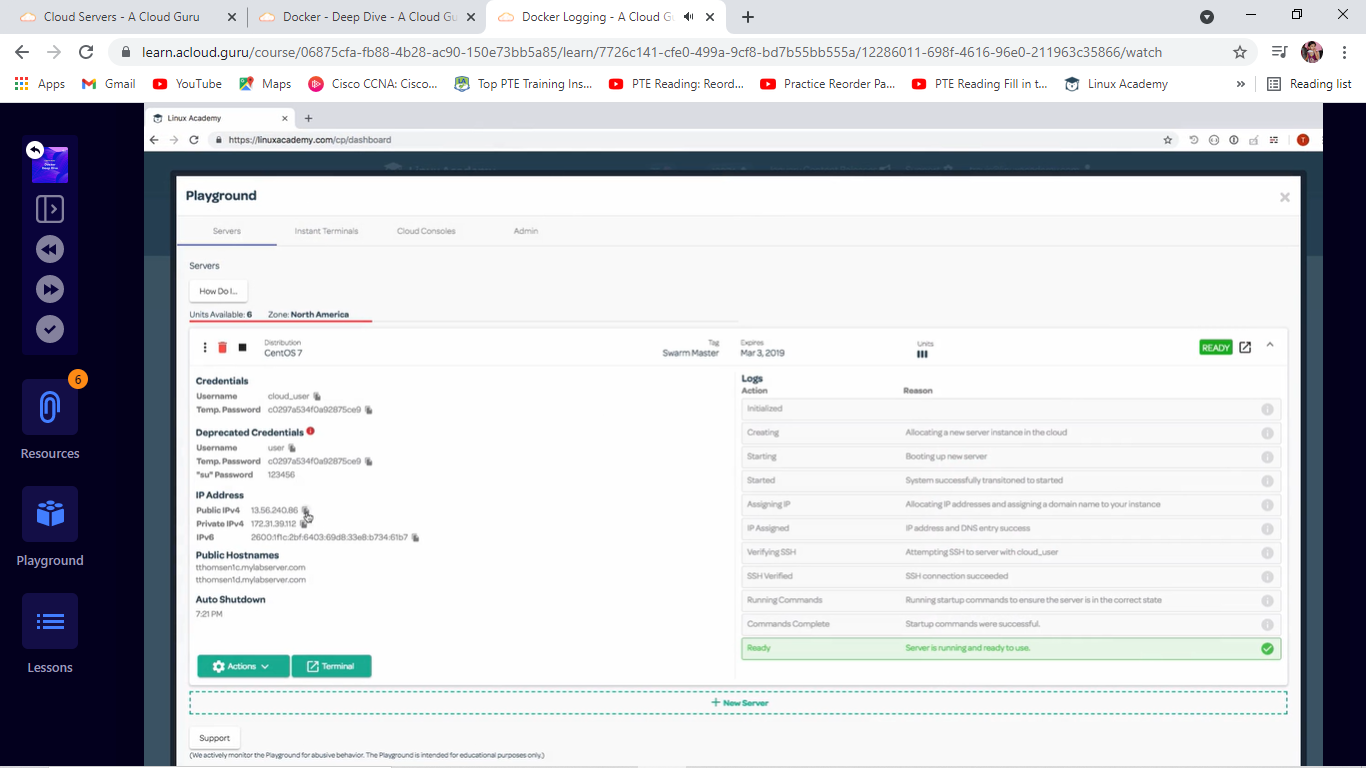 Cloud Servers - A Cloud Guru
Docker - Deep Dive - A Cloud Gu
Docker Logging - A Cloud G
learn.acloud.guru/course/06875cfa-fb88-4b28-ac90-150e73bb5a85/learn/7726c141-cfe0-499a-9cf8-bd7b55bb555a/12286011-698f-4616-96e0-211963c35866/watch
Apps
Gmail
YouTube
Maps
Cisco CCNA: Cisco...
Top PTE Training Ins...
PTE Reading: Reord...
Practice Reorder Pa...
PTE Reading Fill in t...
Linux Academy
Reading list
Docker
Deep Dive
6
Resources
Playground
Lessons
Linux Academy
https://linuxacademy.com/cp/dashboard
T
Playground
Servers
Instant Terminals
Cloud Consoles
Admin
Servers
How Do I...
Units Available: 6 Zone: North America
Distribution
CentOS 7
Tag
Swarm Master
Expires
Mar 3, 2019
Units
READY
Credentials
Username cloud_user
Temp. Password c0297a534f0a92875ce9
Deprecated Credentials
Username user
Temp. Password c0297a534f0a92875ce9
"su" Password 123456
IP Address
Public IPv4 13.56.240.86
Private IPv4 172.31.39.112
IPv6 2600:1f1c:2bf:6403:69d8:33e8:b734:61b7
Public Hostnames
tthomsen1c.mylabserver.com
tthomsen1d.mylabserver.com
Auto Shutdown
7:21 PM
Actions
Terminal
Logs
Action Reason
Initialized
Creating Allocating a new server instance in the cloud
Starting Booting up new server
Started System successfully transitoned to started
Assigning IP Allocating IP addresses and assigning a domain name to your instance
IP Assigned IP address and DNS entry success
Verifying SSH Attempting SSH to server with cloud_user
SSH Verified SSH connection succeeded
Running Commands Running startup commands to ensure the server is in the correct state
Commands Complete Startup commands were successful.
Ready Server is running and ready to use.
+ New Server
Support
(We actively monitor the Playground for abusive behavior. The Playground is intended for educational purposes only.)